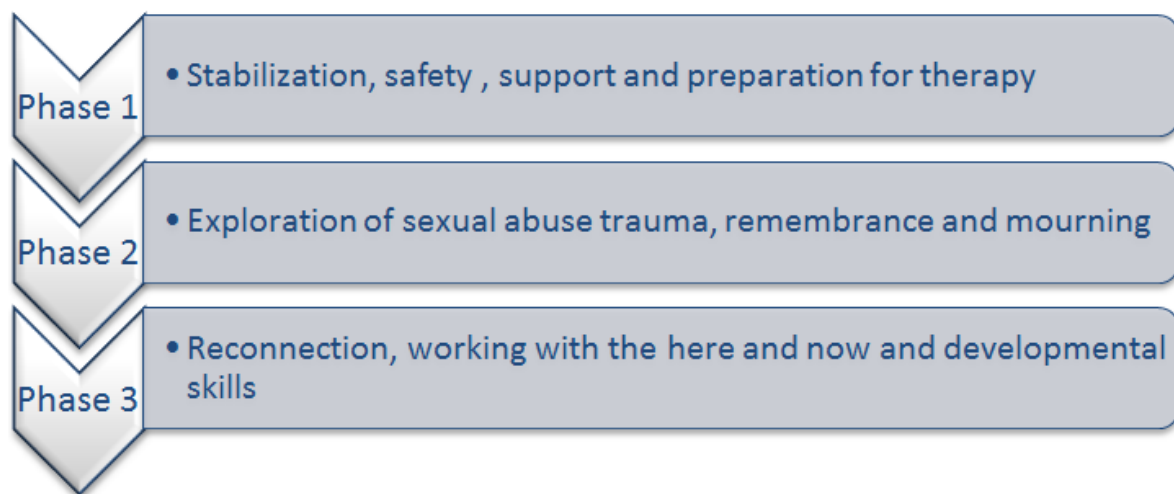 Phase 1
• Stabilization, safety , support and preparation for therapy
Phase 2
• Exploration of sexual abuse trauma, remembrance and mourning
Phase 3
• Reconnection, working with the here and now and developmental
skills